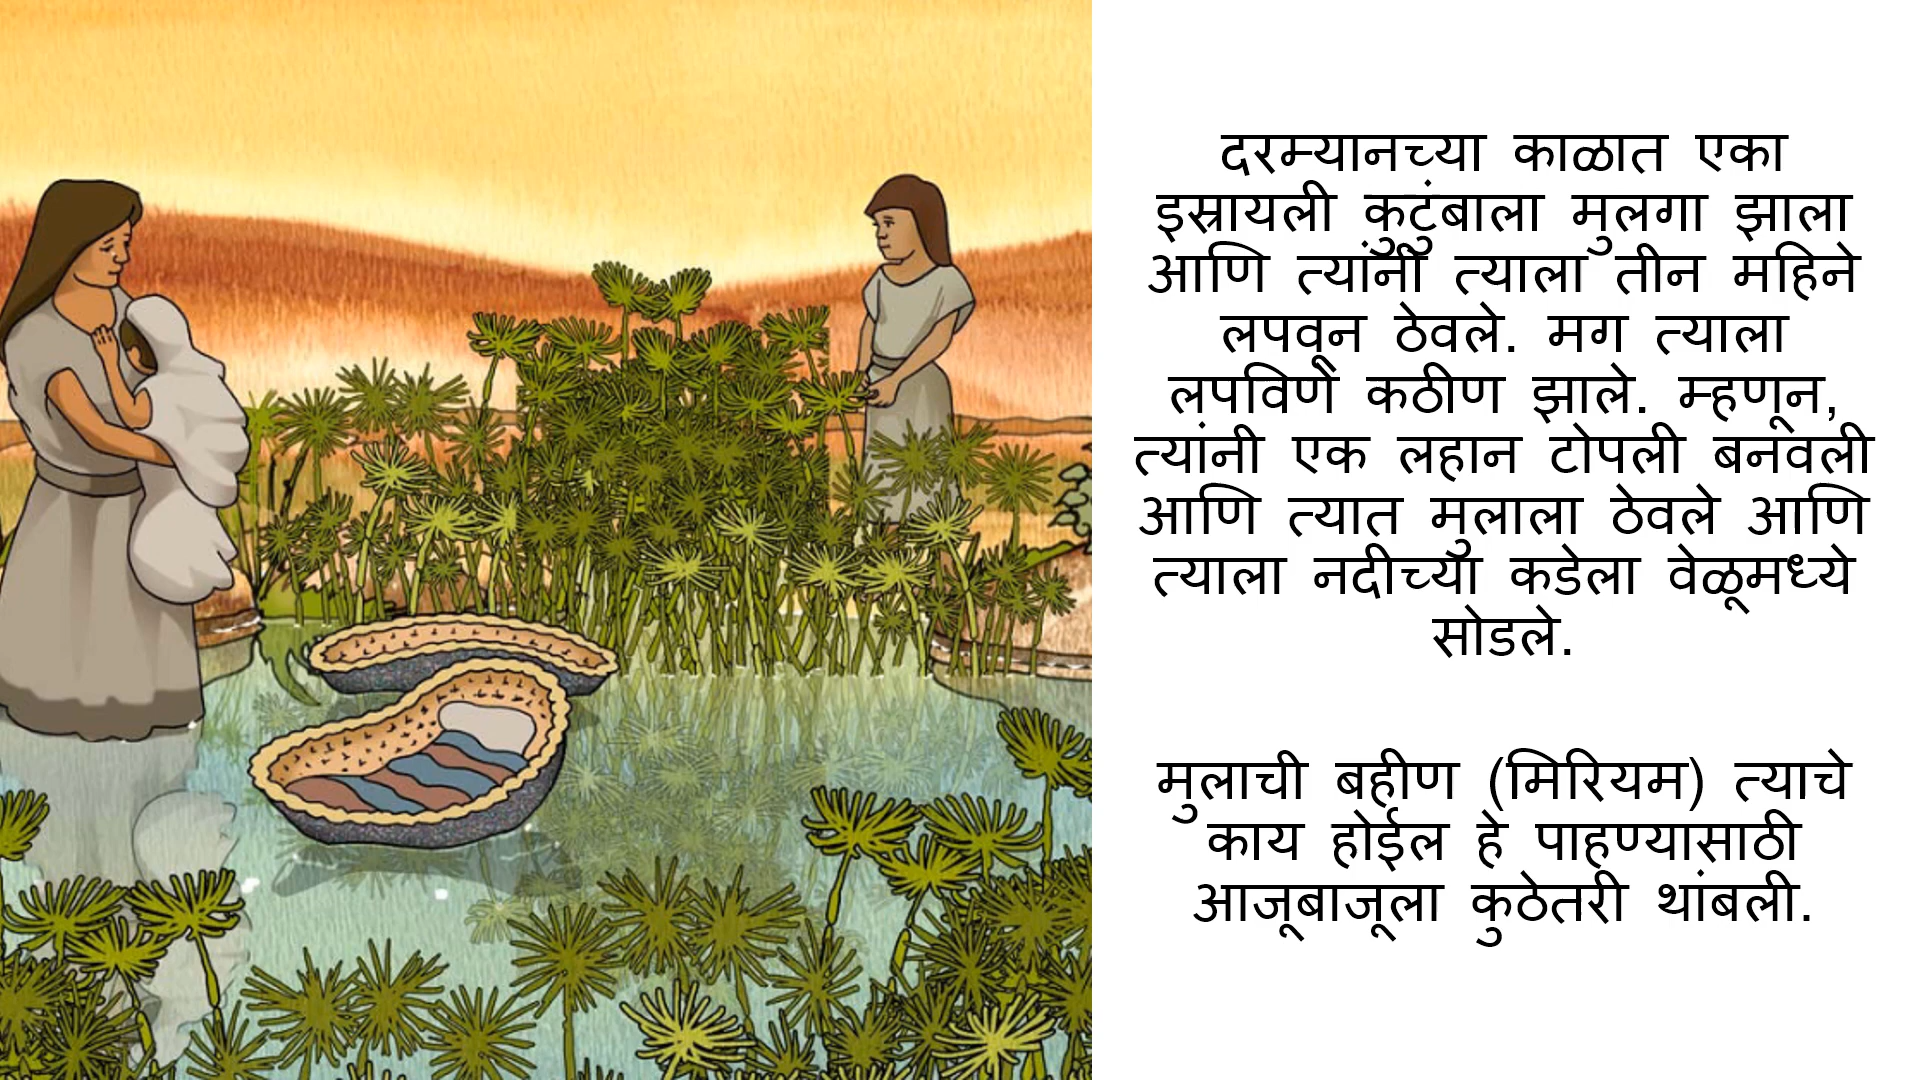 दरम्यानच्या काळात एका
इस्रायली कुटुंबाला मुलगा झाला
आणि त्यांनी त्याला तीन महिने
लपवून ठेवले. मग त्याला
लपविणे कठीण झाले. म्हणून,
त्यांनी एक लहान टोपली बनवली
आणि त्यात मुलाला ठेवले आणि
त्याला नदीच्या कडेला वेळूमध्ये
सोडले.
मुलाची बहीण (मिरियम) त्याचे
काय होईल हे पाहण्यासाठी
आजूबाजूला कुठेतरी थांबली.